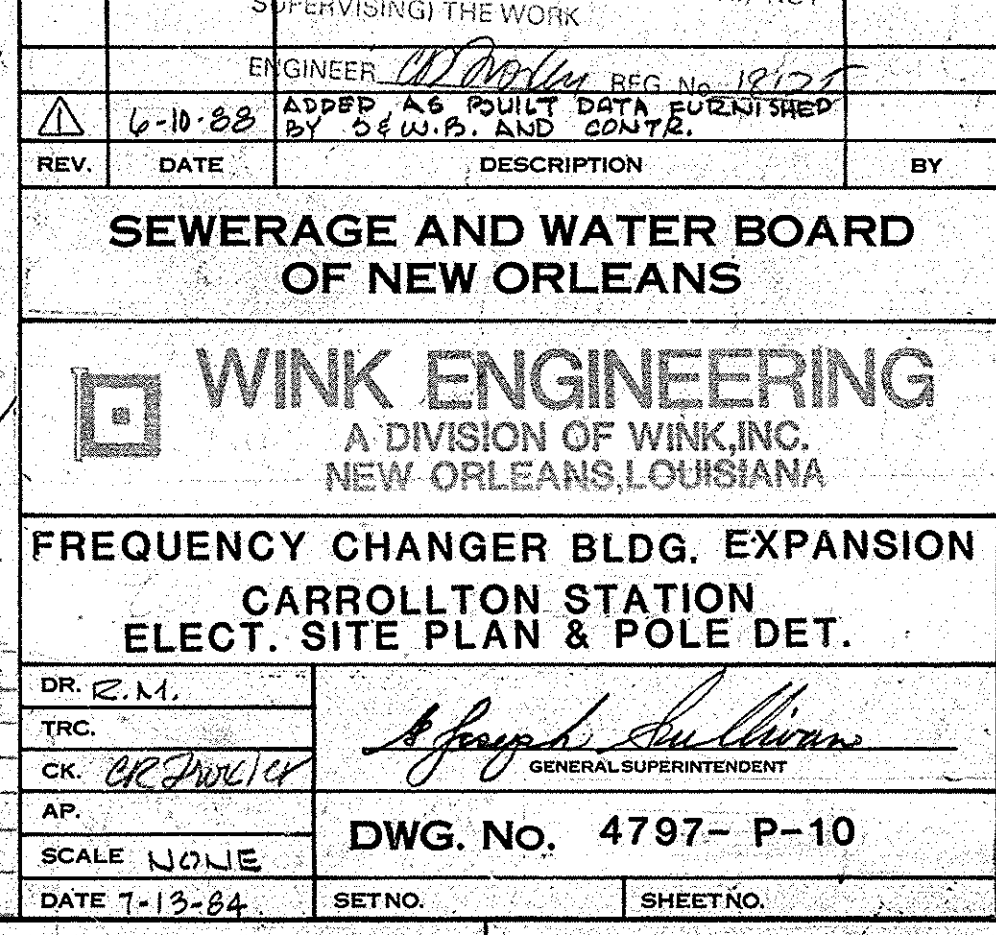 SUPERVISING) THE WORK
ENGINEER REG. No. 18125
1 6-10-88 ADDED AS BUILT DATA FURNISHED
BY S & W.B. AND CONTR.
REV. DATE DESCRIPTION BY
SEWERAGE AND WATER BOARD
OF NEW ORLEANS
WINK ENGINEERING
A DIVISION OF WINK,INC.
NEW ORLEANS,LOUISIANA
FREQUENCY CHANGER BLDG. EXPANSION
CARROLLTON STATION
ELECT. SITE PLAN & POLE DET.
DR. R.M.
TRC.
CK.
G Joseph Sullivan
GENERAL SUPERINTENDENT
AP.
SCALE NONE
DWG. No. 4797- P-10
DATE 7-13-84
SET NO.
SHEET NO.